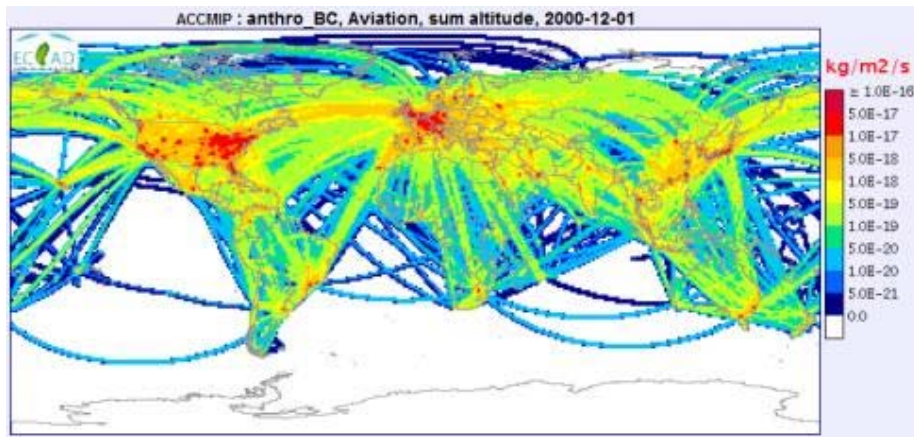 ACCMIP : anthro_BC, Aviation, sum altitude, 2000-12-01
ECCAD
kg/m2/s
≥ 1.0E-16
5.0E-17
1.0E-17
5.0E-18
1.0E-18
5.0E-19
1.0E-19
5.0E-20
1.0E-20
5.0E-21
0.0